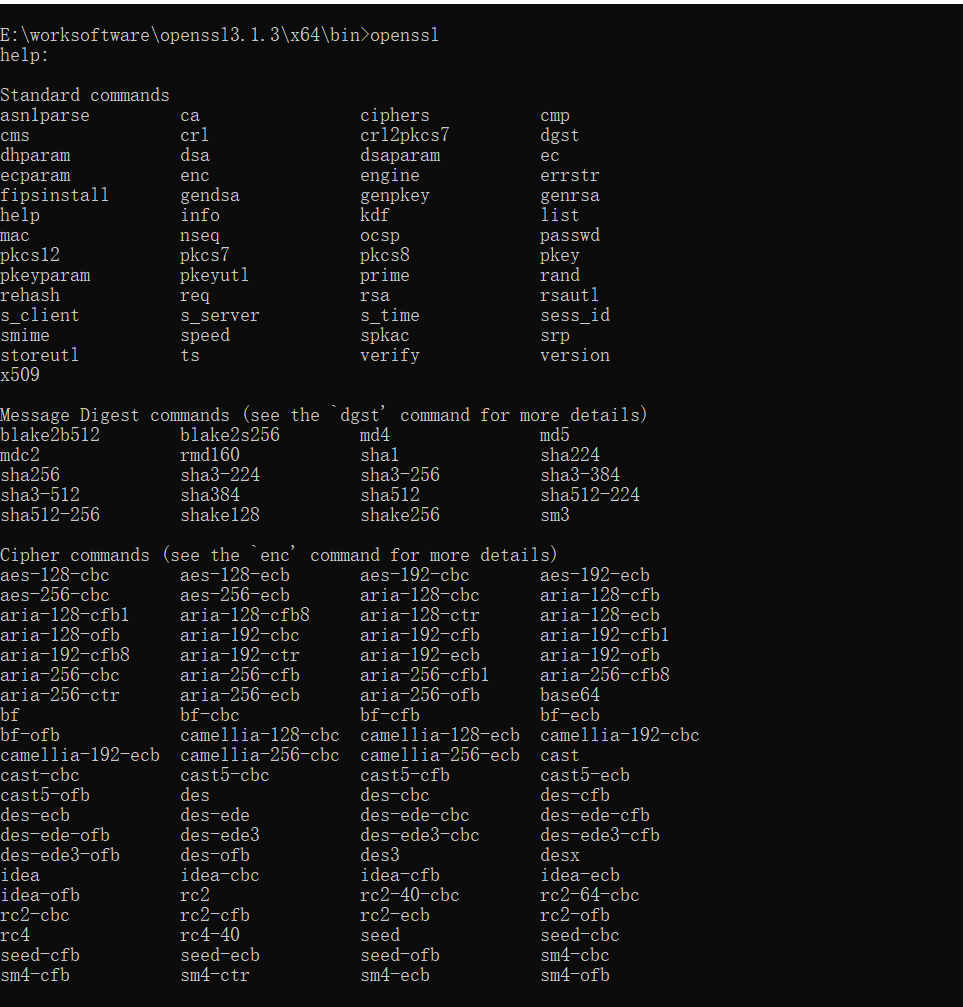 E:\worksoftware\openssl3.1.3\x64\bin>openssl
help:
Standard commands
asn1parse ca ciphers cmp
cms crl crl2pkcs7 dgst
dhparam dsa dsaparam ec
ecparam enc engine errstr
fipsinstall gendsa genpkey genrsa
help info kdf list
mac nseq ocsp passwd
pkcs12 pkcs7 pkcs8 pkey
pkeyparam pkeyutl prime rand
rehash req rsa rsautl
s_client s_server s_time sess_id
smime speed spkac srp
storeutl ts verify version
x509
Message Digest commands (see the `dgst' command for more details)
blake2b512 blake2s256 md4 md5
mdc2 rmd160 sha1 sha224
sha256 sha3-224 sha3-256 sha3-384
sha3-512 sha384 sha512 sha512-224
sha512-256 shake128 shake256 sm3
Cipher commands (see the `enc' command for more details)
aes-128-cbc aes-128-ecb aes-192-cbc aes-192-ecb
aes-256-cbc aes-256-ecb aria-128-cbc aria-128-cfb
aria-128-cfb1 aria-128-cfb8 aria-128-ctr aria-128-ecb
aria-128-ofb aria-192-cbc aria-192-cfb aria-192-cfb1
aria-192-cfb8 aria-192-ctr aria-192-ecb aria-192-ofb
aria-256-cbc aria-256-cfb aria-256-cfb1 aria-256-cfb8
aria-256-ctr aria-256-ecb aria-256-ofb base64
bf bf-cbc bf-cfb bf-ecb
bf-ofb camellia-128-cbc camellia-128-ecb camellia-192-cbc
camellia-192-ecb camellia-256-cbc camellia-256-ecb cast
cast-cbc cast5-cbc cast5-cfb cast5-ecb
cast5-ofb des des-cbc des-cfb
des-ecb des-ede des-ede-cbc des-ede-cfb
des-ede-ofb des-ede3 des-ede3-cbc des-ede3-cfb
des-ede3-ofb des-ofb des3 desx
idea idea-cbc idea-cfb idea-ecb
idea-ofb rc2 rc2-40-cbc rc2-64-cbc
rc2-cbc rc2-cfb rc2-ecb rc2-ofb
rc4 rc4-40 seed seed-cbc
seed-cfb seed-ecb seed-ofb sm4-cbc
sm4-cfb sm4-ctr sm4-ecb sm4-ofb